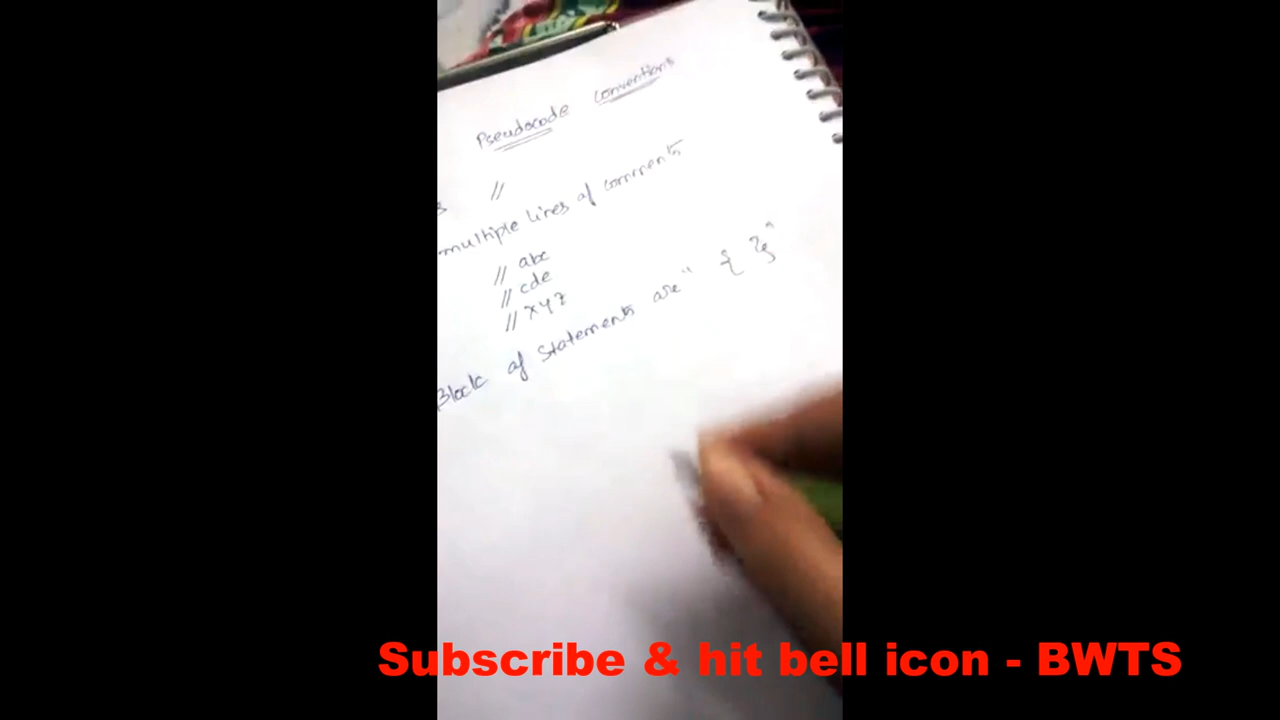 Pseudocode Conventions
s //
multiple lines of comments
// abc
// cde
// xyz
Block of Statements are " { } "
Subscribe & hit bell icon - BWTS